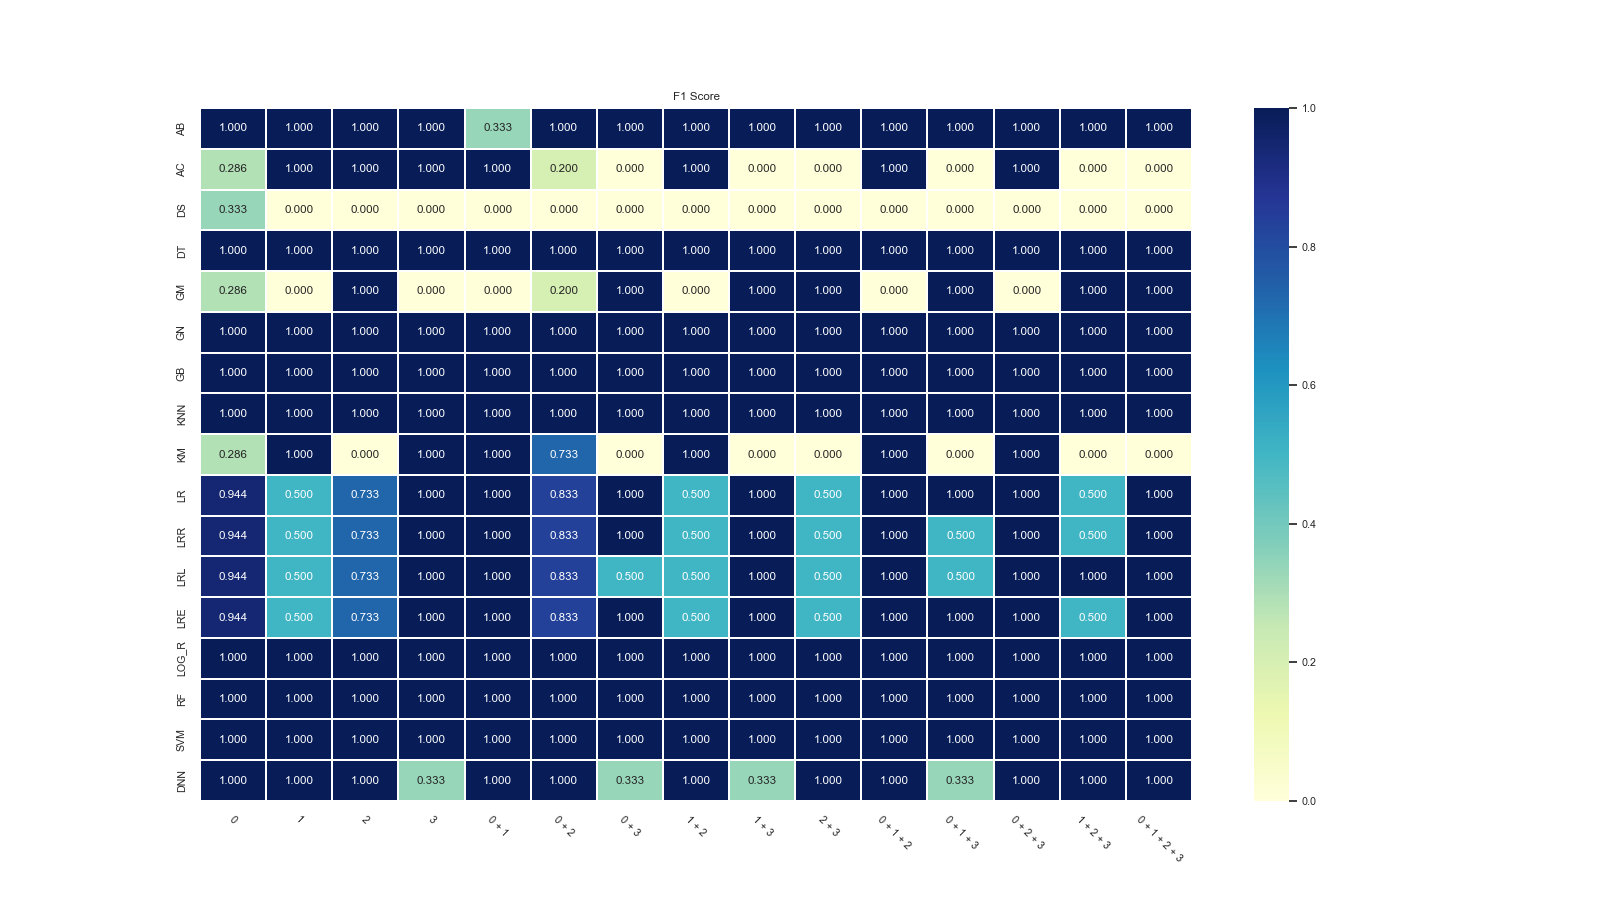 F1 Score
AB 1.000 1.000 1.000 1.000 0.333 1.000 1.000 1.000 1.000 1.000 1.000 1.000 1.000 1.000 1.000
AC 0.286 1.000 1.000 1.000 1.000 0.200 0.000 1.000 0.000 0.000 1.000 0.000 1.000 0.000 0.000
DS 0.333 0.000 0.000 0.000 0.000 0.000 0.000 0.000 0.000 0.000 0.000 0.000 0.000 0.000 0.000
DT 1.000 1.000 1.000 1.000 1.000 1.000 1.000 1.000 1.000 1.000 1.000 1.000 1.000 1.000 1.000
GM 0.286 0.000 1.000 0.000 0.000 0.200 1.000 0.000 1.000 1.000 0.000 1.000 0.000 1.000 1.000
GN 1.000 1.000 1.000 1.000 1.000 1.000 1.000 1.000 1.000 1.000 1.000 1.000 1.000 1.000 1.000
GB 1.000 1.000 1.000 1.000 1.000 1.000 1.000 1.000 1.000 1.000 1.000 1.000 1.000 1.000 1.000
KNN 1.000 1.000 1.000 1.000 1.000 1.000 1.000 1.000 1.000 1.000 1.000 1.000 1.000 1.000 1.000
KM 0.286 1.000 0.000 1.000 1.000 0.733 0.000 1.000 0.000 0.000 1.000 0.000 1.000 0.000 0.000
LR 0.944 0.500 0.733 1.000 1.000 0.833 1.000 0.500 1.000 0.500 1.000 1.000 1.000 0.500 1.000
LRR 0.944 0.500 0.733 1.000 1.000 0.833 1.000 0.500 1.000 0.500 1.000 0.500 1.000 0.500 1.000
LRL 0.944 0.500 0.733 1.000 1.000 0.833 0.500 0.500 1.000 0.500 1.000 0.500 1.000 1.000 1.000
LRE 0.944 0.500 0.733 1.000 1.000 0.833 1.000 0.500 1.000 0.500 1.000 1.000 1.000 0.500 1.000
LOG_R 1.000 1.000 1.000 1.000 1.000 1.000 1.000 1.000 1.000 1.000 1.000 1.000 1.000 1.000 1.000
RF 1.000 1.000 1.000 1.000 1.000 1.000 1.000 1.000 1.000 1.000 1.000 1.000 1.000 1.000 1.000
SVM 1.000 1.000 1.000 1.000 1.000 1.000 1.000 1.000 1.000 1.000 1.000 1.000 1.000 1.000 1.000
DNN 1.000 1.000 1.000 0.333 1.000 1.000 0.333 1.000 0.333 1.000 1.000 0.333 1.000 1.000 1.000
0 1 2 3 0 + 1 0 + 2 0 + 3 1 + 2 1 + 3 2 + 3 0 + 1 + 2 0 + 1 + 3 0 + 2 + 3 1 + 2 + 3 0 + 1 + 2 + 3
1.0
0.8
0.6
0.4
0.2
0.0